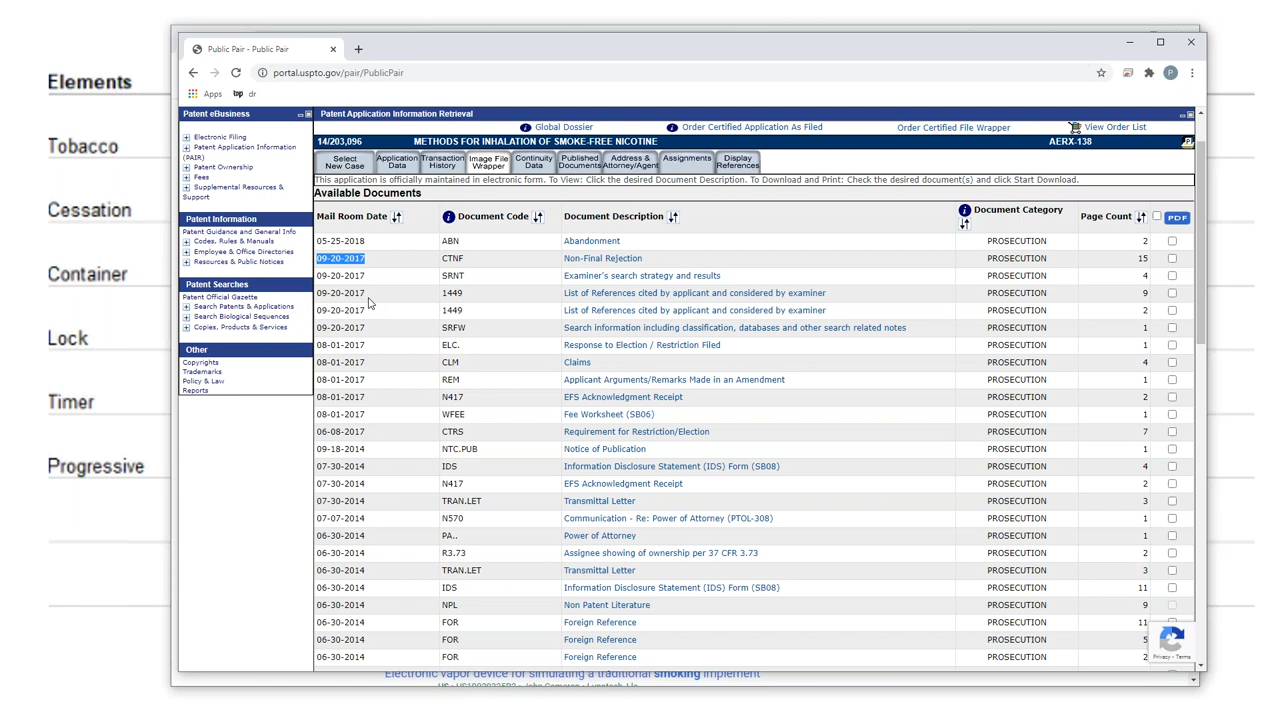 Elements
Tobacco
Cessation
Container
Lock
Timer
Progressive
Public Pair - Public Pair
portal.uspto.gov/pair/PublicPair
Apps
top
dr
Patent eBusiness
Electronic Filing
Patent Application Information
(PAIR)
Patent Ownership
Fees
Supplemental Resources &
Support
Patent Information
Patent Guidance and General Info
Codes, Rules & Manuals
Employee & Office Directories
Resources & Public Notices
Patent Searches
Patent Official Gazette
Search Patents & Applications
Search Biological Sequences
Copies, Products & Services
Other
Copyrights
Trademarks
Policy & Law
Reports
Patent Application Information Retrieval
Global Dossier Order Certified Application As Filed Order Certified File Wrapper View Order List
14/203,096 METHODS FOR INHALATION OF SMOKE-FREE NICOTINE AERX-138
Select New Case
Application Data
Transaction History
Image File Wrapper
Continuity Data
Published Documents
Address & Attorney/Agent
Assignments
Display References
This application is officially maintained in electronic form. To View: Click the desired Document Description. To Download and Print: Check the desired document(s) and click Start Download.
Available Documents
Mail Room Date Document Code Document Description Document Category Page Count PDF
05-25-2018 ABN Abandonment PROSECUTION 2
09-20-2017 CTNF Non-Final Rejection PROSECUTION 15
09-20-2017 SRNT Examiner's search strategy and results PROSECUTION 4
09-20-2017 1449 List of References cited by applicant and considered by examiner PROSECUTION 9
09-20-2017 1449 List of References cited by applicant and considered by examiner PROSECUTION 2
09-20-2017 SRFW Search information including classification, databases and other search related notes PROSECUTION 1
08-01-2017 ELC. Response to Election / Restriction Filed PROSECUTION 1
08-01-2017 CLM Claims PROSECUTION 4
08-01-2017 REM Applicant Arguments/Remarks Made in an Amendment PROSECUTION 1
08-01-2017 N417 EFS Acknowledgment Receipt PROSECUTION 2
08-01-2017 WFEE Fee Worksheet (SB06) PROSECUTION 1
06-08-2017 CTRS Requirement for Restriction/Election PROSECUTION 7
09-18-2014 NTC.PUB Notice of Publication PROSECUTION 1
07-30-2014 IDS Information Disclosure Statement (IDS) Form (SB08) PROSECUTION 4
07-30-2014 N417 EFS Acknowledgment Receipt PROSECUTION 2
07-30-2014 TRAN.LET Transmittal Letter PROSECUTION 3
07-07-2014 N570 Communication - Re: Power of Attorney (PTOL-308) PROSECUTION 1
06-30-2014 PA.. Power of Attorney PROSECUTION 1
06-30-2014 R3.73 Assignee showing of ownership per 37 CFR 3.73 PROSECUTION 2
06-30-2014 TRAN.LET Transmittal Letter PROSECUTION 3
06-30-2014 IDS Information Disclosure Statement (IDS) Form (SB08) PROSECUTION 11
06-30-2014 NPL Non Patent Literature PROSECUTION 9
06-30-2014 FOR Foreign Reference PROSECUTION 11
06-30-2014 FOR Foreign Reference PROSECUTION 5
06-30-2014 FOR Foreign Reference PROSECUTION 2
Privacy - Terms
Electronic vapor device for simulating a traditional smoking implement